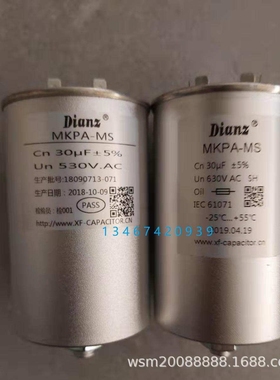 Dianz®
MKPA-MS
Cn 30μF±5%
Un 530V.AC
生产批号:18090713-071
生产日期:2018-10-09
PASS
WWW.XF-CAPACITOR.CN
Dianz®
MKPA-MS
Cn 30μF ±5%
Un 630V AC SH
Oil
IEC 61071
-25℃...+55℃
2019.04.19
www.xf-capacitor.cn
13467420939
wsm20088888.1688.com